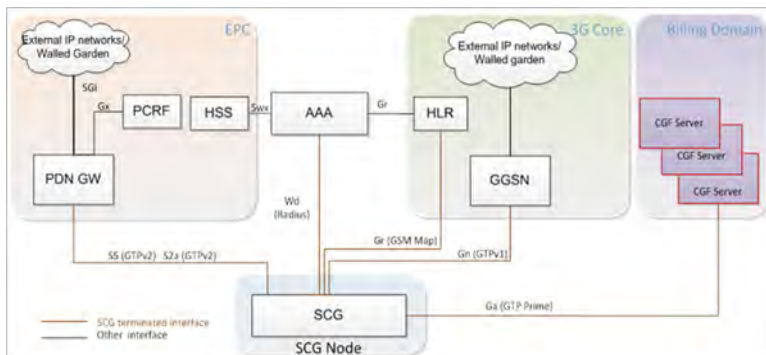 EPC
3G Core
Billing Domain
External IP networks/
Walled Garden
External IP networks/
Walled garden
SGi
Gx
PCRF
HSS
Swx
AAA
Gr
HLR
CGF Server
CGF Server
CGF Server
PDN GW
GGSN
Wd
(Radius)
Gr (GSM Map)
S5 (GTPv2) S2a (GTPv2)
Gn (GTPv1)
SCG
Ga (GTP Prime)
SCG terminated interface
Other interface
SCG Node